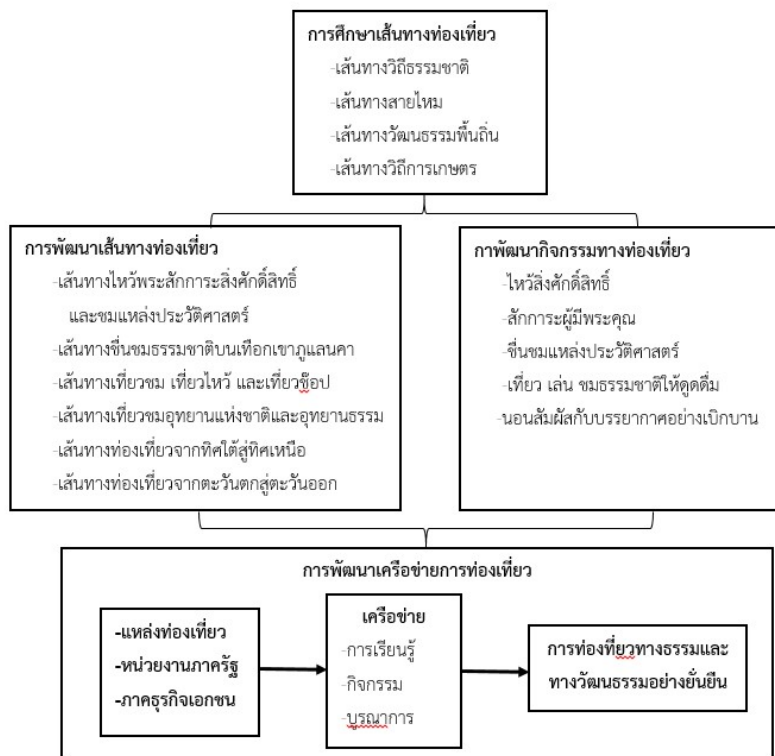 การศึกษาเส้นทางท่องเที่ยว
-เส้นทางวิถีธรรมชาติ
-เส้นทางสายไหม
-เส้นทางวัฒนธรรมพื้นถิ่น
-เส้นทางวิถีการเกษตร
การพัฒนาเส้นทางท่องเที่ยว
-เส้นทางไหว้พระสักการะสิ่งศักดิ์สิทธิ์
และชมแหล่งประวัติศาสตร์
-เส้นทางชื่นชมธรรมชาติบนเทือกเขาภูแลนคา
-เส้นทางเที่ยวชม เที่ยวไหว้ และเที่ยวช๊อป
-เส้นทางเที่ยวชมอุทยานแห่งชาติและอุทยานธรรม
-เส้นทางท่องเที่ยวจากทิศใต้สู่ทิศเหนือ
-เส้นทางท่องเที่ยวจากตะวันตกสู่ตะวันออก
กาพัฒนากิจกรรมทางท่องเที่ยว
-ไหว้สิ่งศักดิ์สิทธิ์
-สักการะผู้มีพระคุณ
-ชื่นชมแหล่งประวัติศาสตร์
-เที่ยว เล่น ชมธรรมชาติให้ดูดดื่ม
-นอนสัมผัสกับบรรยากาศอย่างเบิกบาน
การพัฒนาเครือข่ายการท่องเที่ยว
-แหล่งท่องเที่ยว
-หน่วยงานภาครัฐ
-ภาคธุรกิจเอกชน
เครือข่าย
-การเรียนรู้
-กิจกรรม
-บูรณาการ
การท่องที่ยวทางธรรมและ
ทางวัฒนธรรมอย่างยั่นยืน